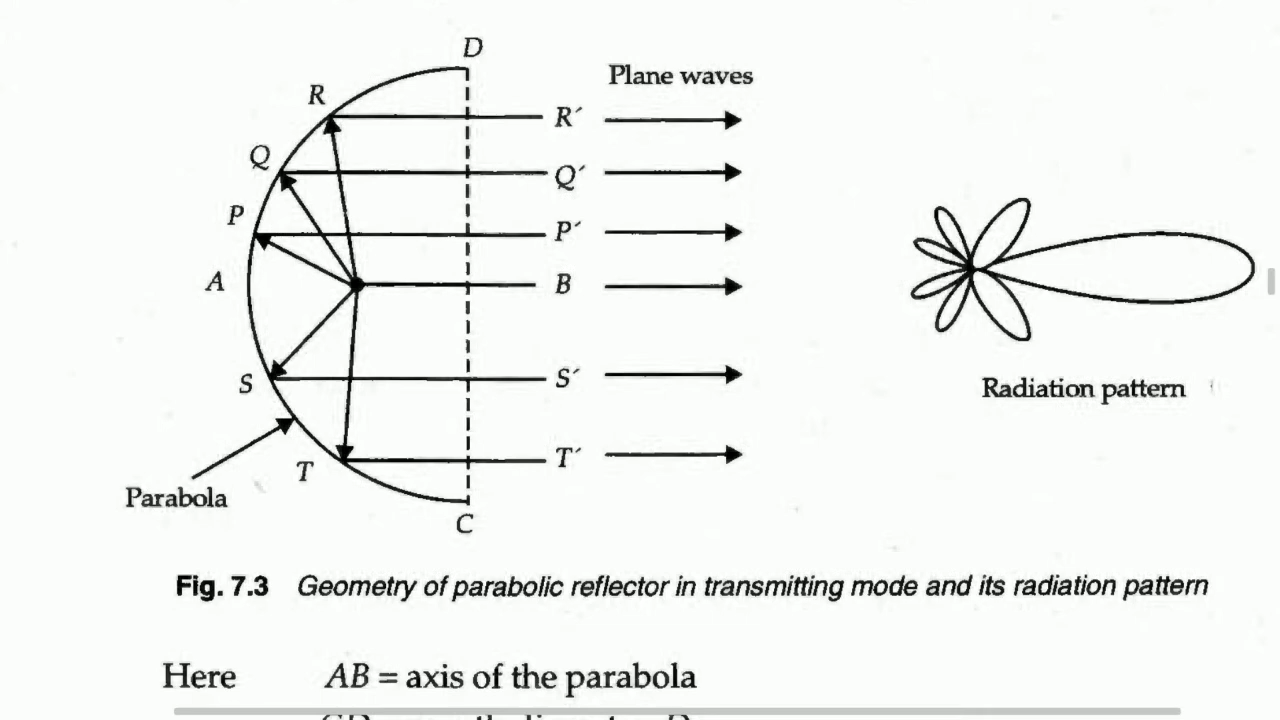 D
Plane waves
R
R′
Q
Q′
P
P′
A
B
S
S′
Radiation pattern
T
T′
Parabola
C
Fig. 7.3 Geometry of parabolic reflector in transmitting mode and its radiation pattern
Here AB = axis of the parabola